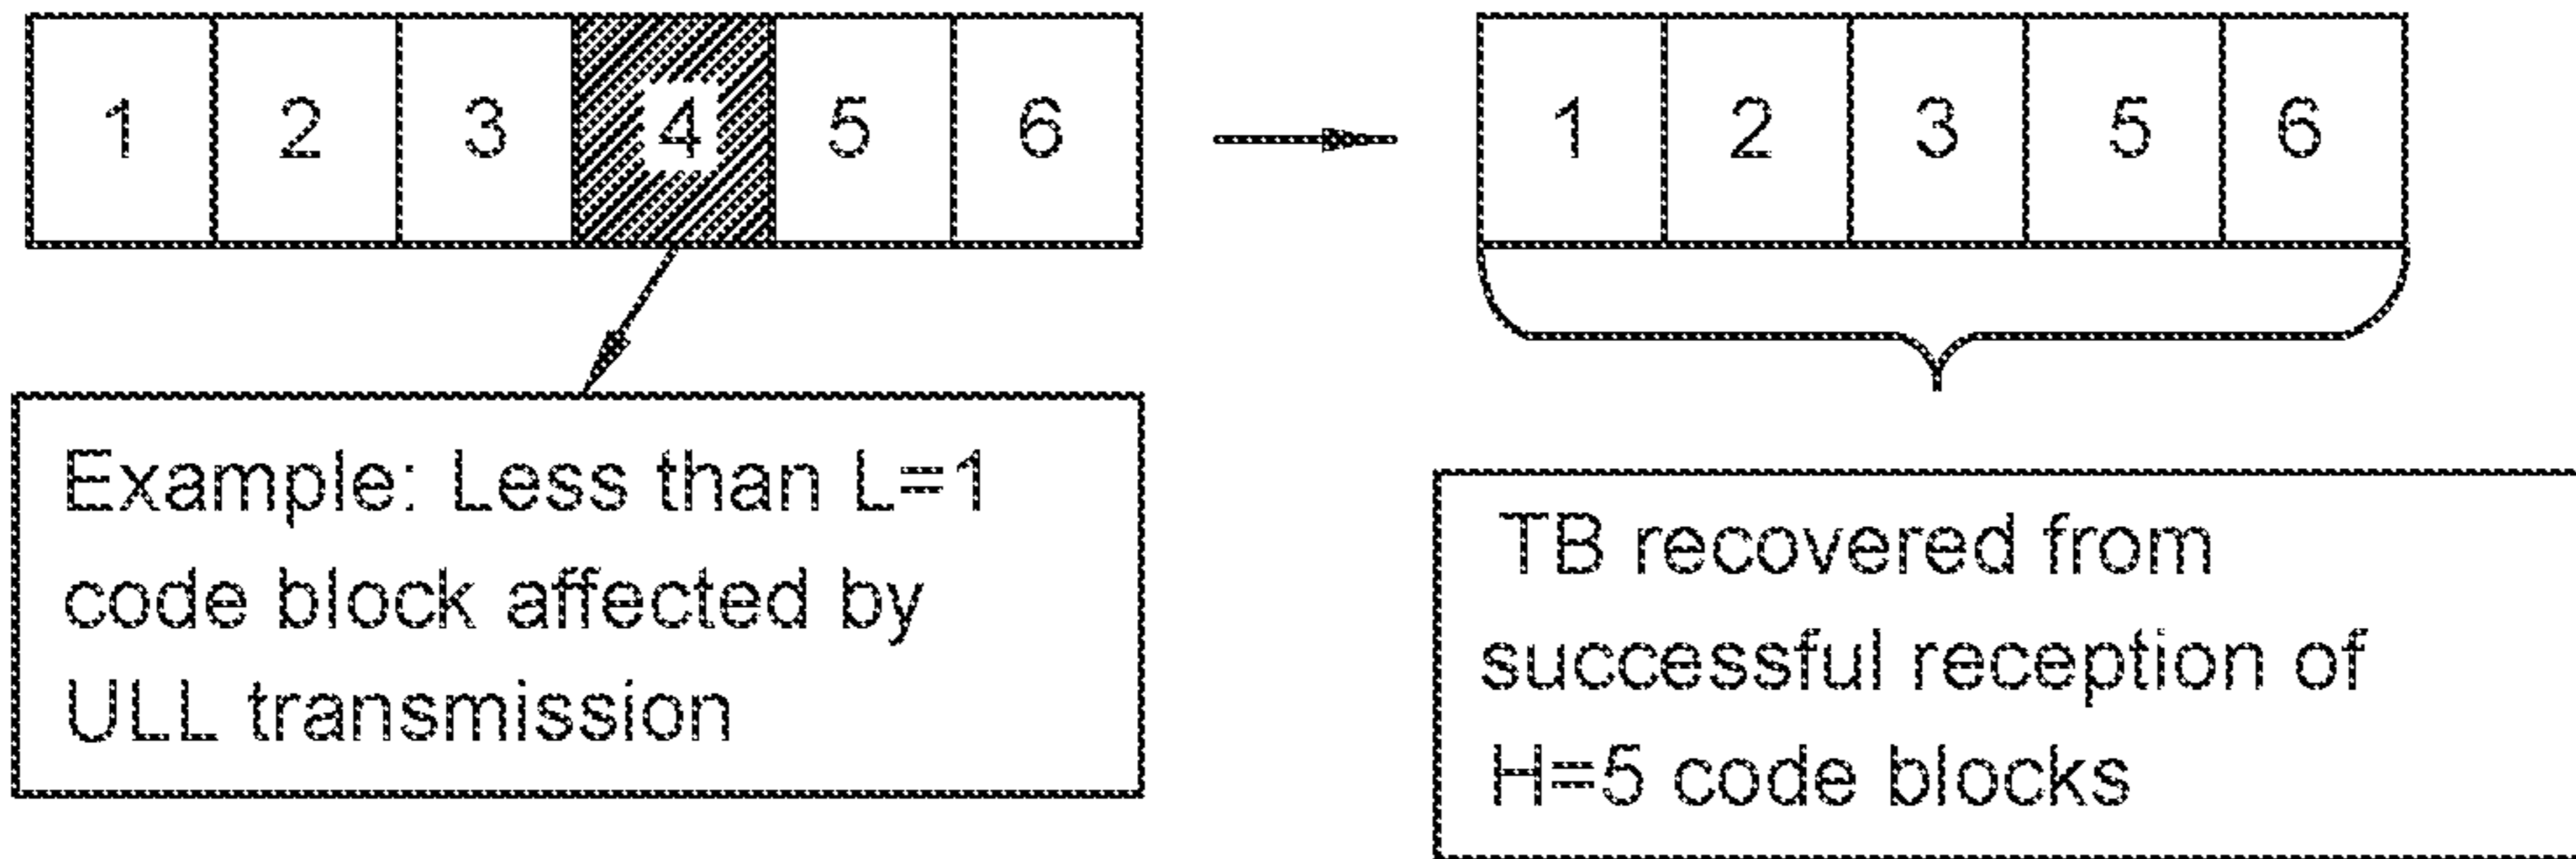 1 2 3 4 5 6
1 2 3 5 6
Example: Less than L=1
code block affected by
ULL transmission
TB recovered from
successful reception of
H=5 code blocks